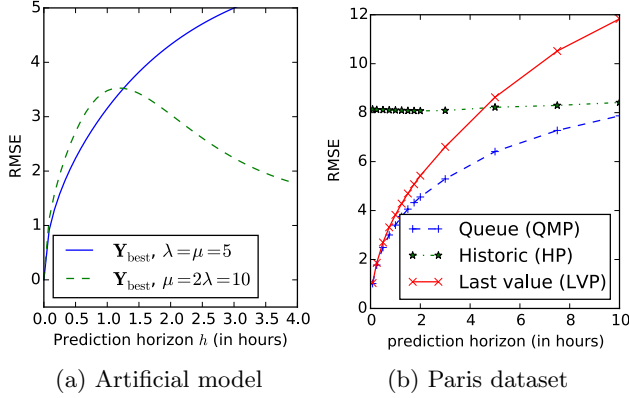 5
4
3
2
1
0
RMSE
Y_best, λ=μ=5
Y_best, μ=2λ=10
0.0 0.5 1.0 1.5 2.0 2.5 3.0 3.5 4.0
Prediction horizon h (in hours)
(a) Artificial model
12
10
8
6
4
2
0
RMSE
Queue (QMP)
Historic (HP)
Last value (LVP)
0 2 4 6 8 10
prediction horizon (in hours)
(b) Paris dataset